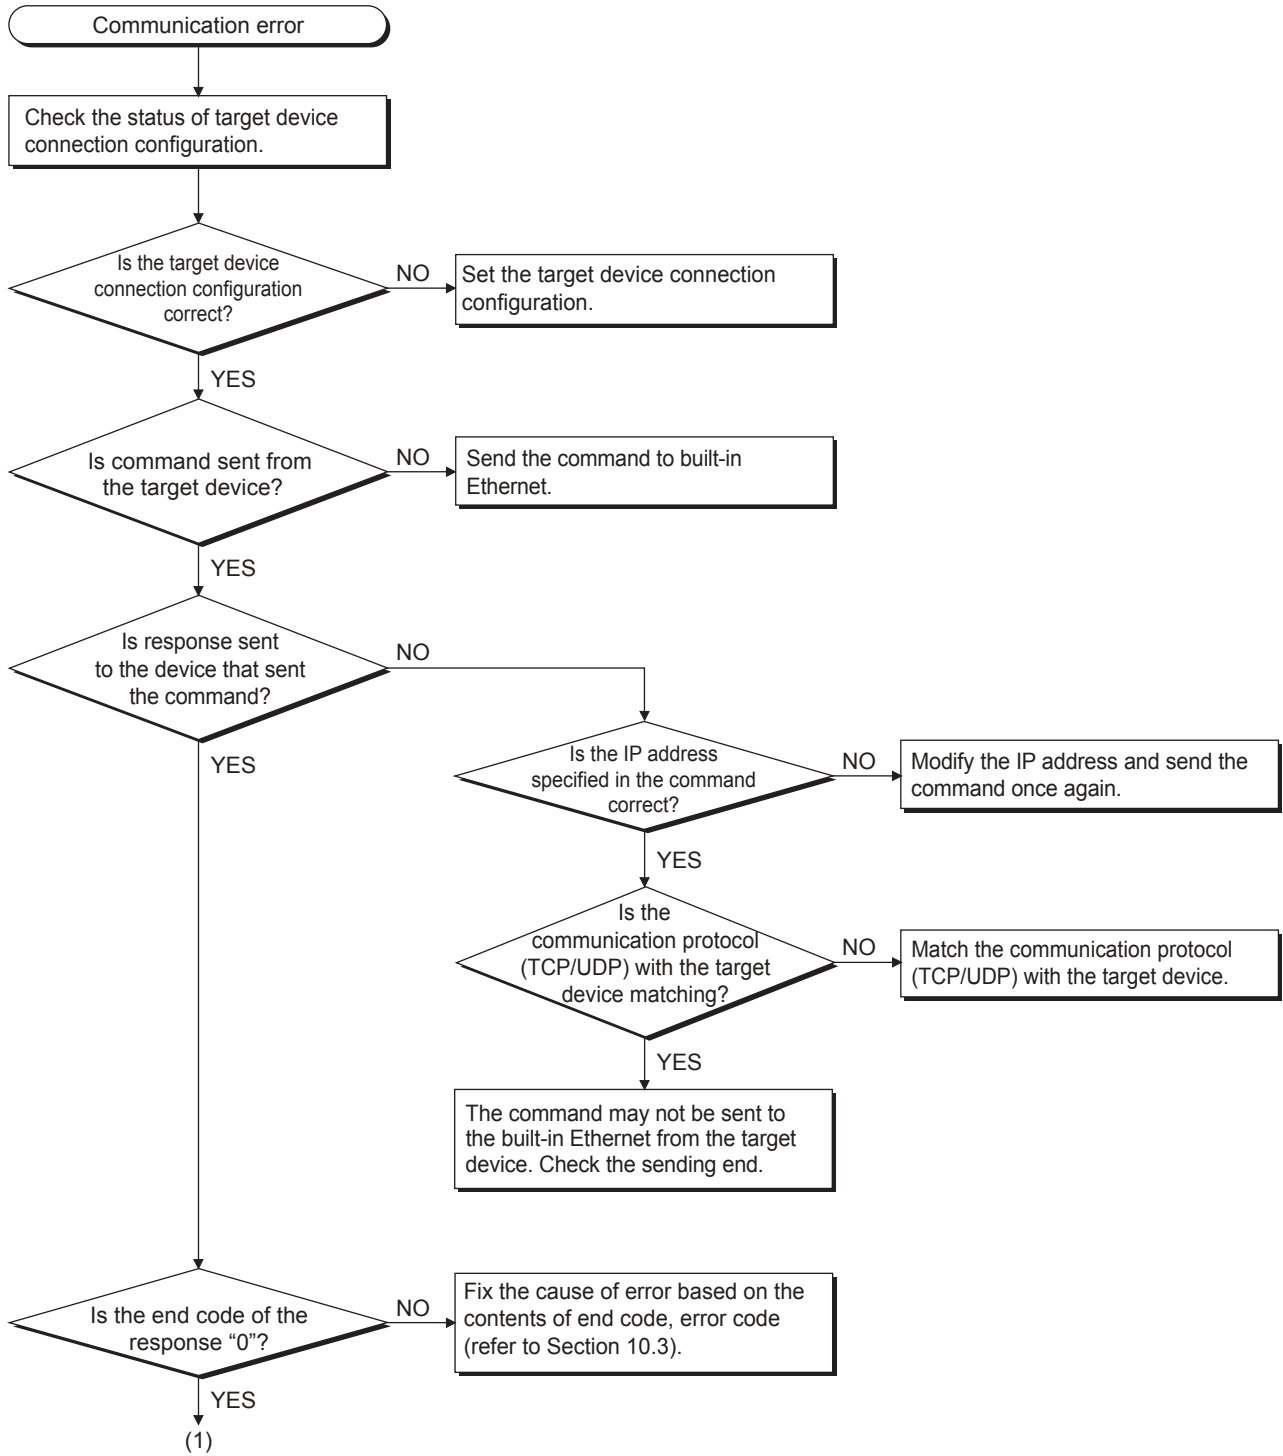 Communication error
Check the status of target device
connection configuration.
Is the target device
connection configuration
correct?
NO
Set the target device connection
configuration.
YES
Is command sent from
the target device?
NO
Send the command to built-in
Ethernet.
YES
Is response sent
to the device that sent
the command?
NO
YES
Is the IP address
specified in the command
correct?
NO
Modify the IP address and send the
command once again.
YES
Is the
communication protocol
(TCP/UDP) with the target
device matching?
NO
Match the communication protocol
(TCP/UDP) with the target device.
YES
The command may not be sent to
the built-in Ethernet from the target
device. Check the sending end.
Is the end code of the
response “0”?
NO
Fix the cause of error based on the
contents of end code, error code
(refer to Section 10.3).
YES
(1)